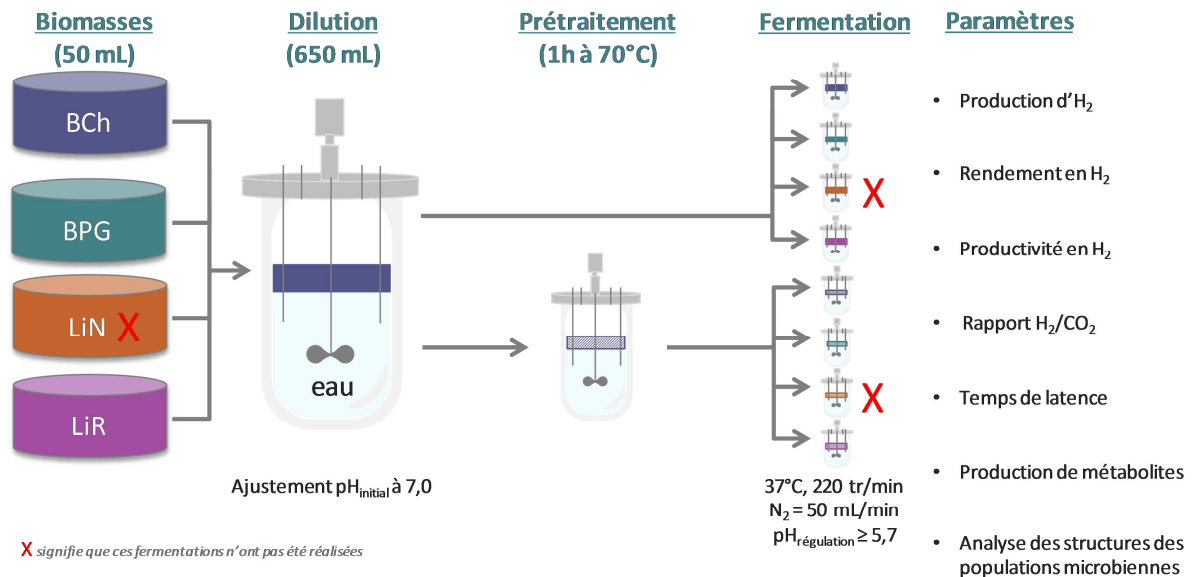 Biomasses
(50 mL)
Dilution
(650 mL)
Prétraitement
(1h à 70°C)
Fermentation
Paramètres
BCh
BPG
LiN X
LiR
eau
Ajustement pHinitial à 7,0
X
X
37°C, 220 tr/min
N2 = 50 mL/min
pHrégulation ≥ 5,7
• Production d’H2
• Rendement en H2
• Productivité en H2
• Rapport H2/CO2
• Temps de latence
• Production de métabolites
• Analyse des structures des
populations microbiennes
X signifie que ces fermentations n’ont pas été réalisées